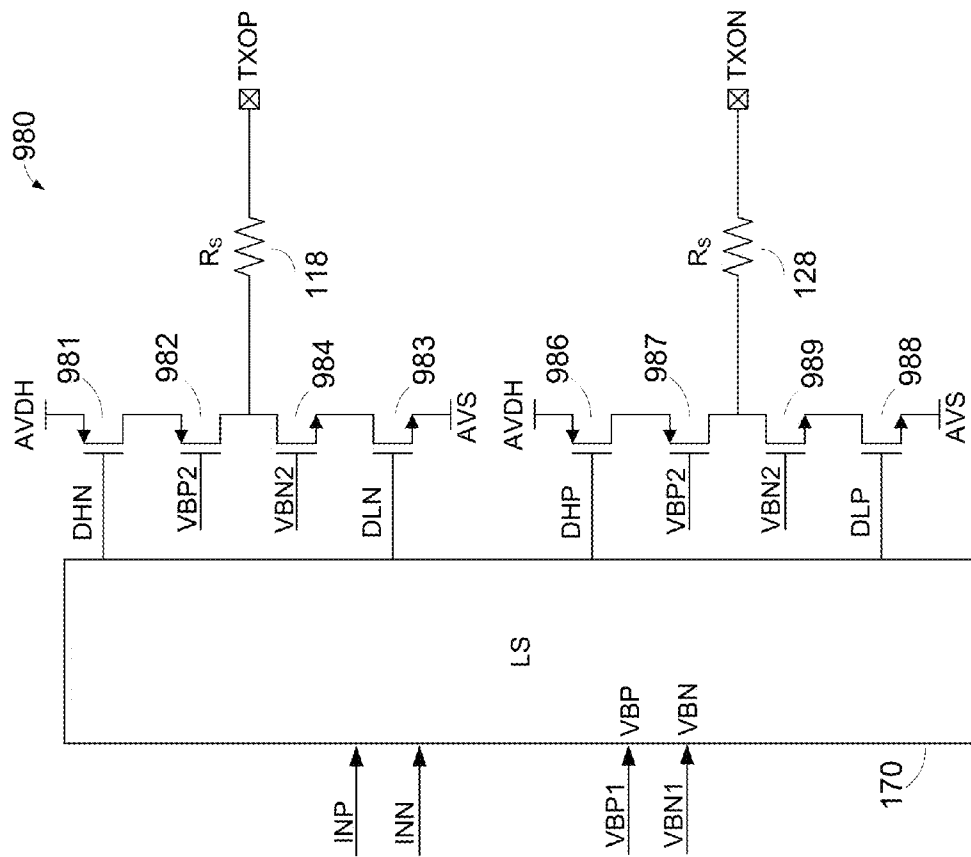 980
AVDH
981
DHN
982
VBP2
RS
118
TXOP
VBN2
984
DLN
983
AVS
INP
INN
LS
AVDH
986
DHP
987
VBP2
RS
128
TXON
VBN2
989
DLP
988
AVS
VBP1
VBP
VBN1
VBN
170